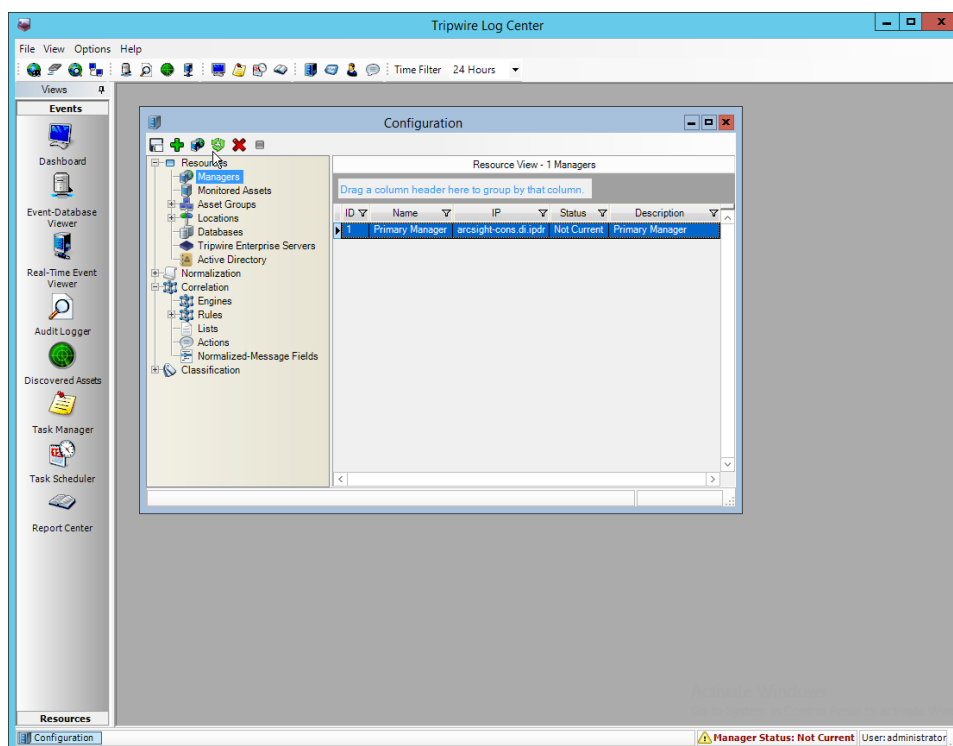 Tripwire Log Center
File View Options Help
Time Filter 24 Hours
Views
Events
Dashboard
Event-Database
Viewer
Real-Time Event
Viewer
Audit Logger
Discovered Assets
Task Manager
Task Scheduler
Report Center
Resources
Configuration
Resources
Managers
Monitored Assets
Asset Groups
Locations
Databases
Tripwire Enterprise Servers
Active Directory
Normalization
Correlation
Engines
Rules
Lists
Actions
Normalized-Message Fields
Classification
Resource View - 1 Managers
Drag a column header here to group by that column.
ID Name IP Status Description
1 Primary Manager arcsight-cons.di.ipdr Not Current Primary Manager
Activate Windows
Configuration
Manager Status: Not Current User: administrator